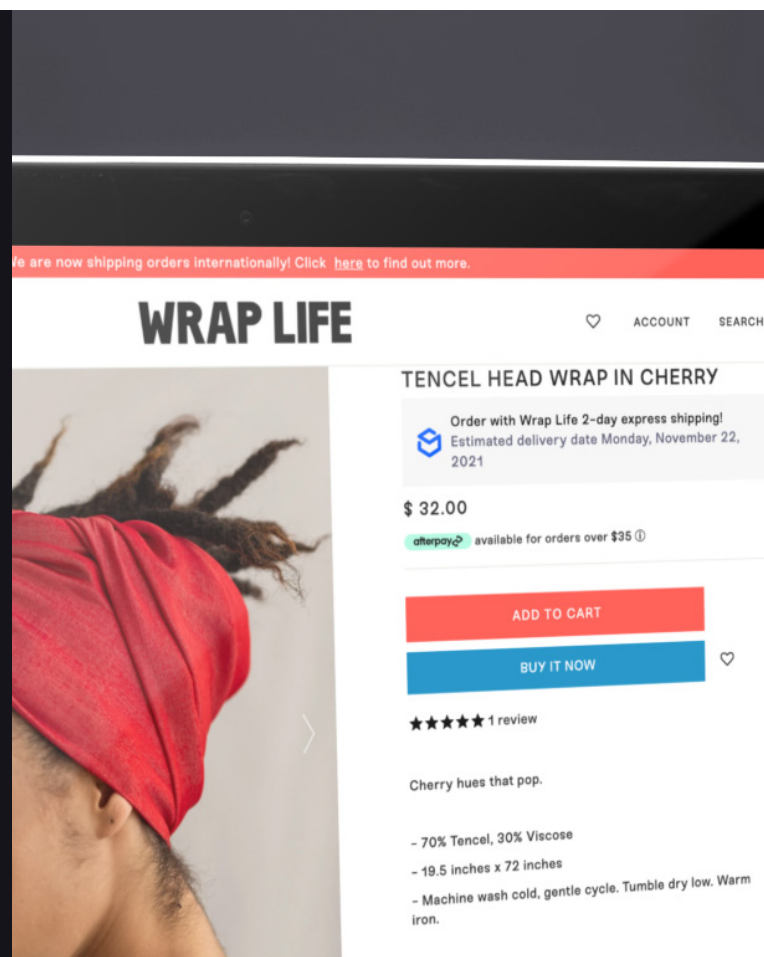 We are now shipping orders internationally! Click here to find out more.
WRAP LIFE
ACCOUNT SEARCH
TENCEL HEAD WRAP IN CHERRY
Order with Wrap Life 2-day express shipping!
Estimated delivery date Monday, November 22,
2021
$ 32.00
afterpay available for orders over $35
ADD TO CART
BUY IT NOW
1 review
Cherry hues that pop.
- 70% Tencel, 30% Viscose
- 19.5 inches x 72 inches
- Machine wash cold, gentle cycle. Tumble dry low. Warm
iron.